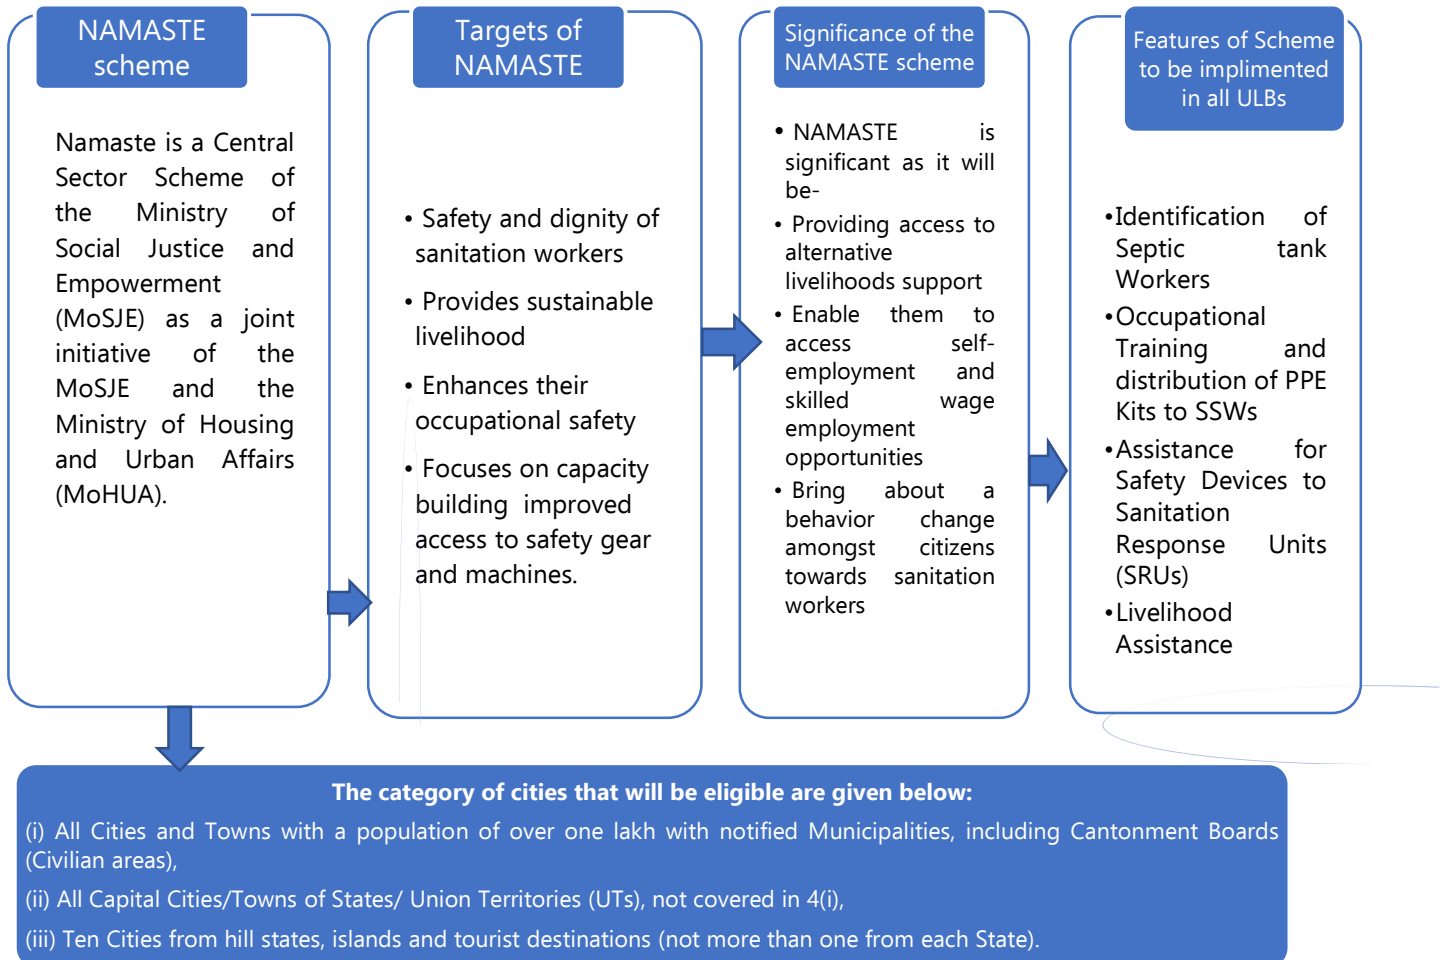 NAMASTE
scheme
Namaste is a Central
Sector Scheme of
the Ministry of
Social Justice and
Empowerment
(MoSJE) as a joint
initiative of the
MoSJE and the
Ministry of Housing
and Urban Affairs
(MoHUA).
Targets of
NAMASTE
• Safety and dignity of
sanitation workers
• Provides sustainable
livelihood
• Enhances their
occupational safety
• Focuses on capacity
building improved
access to safety gear
and machines.
Significance of the
NAMASTE scheme
• NAMASTE is
significant as it will
be-
• Providing access to
alternative
livelihoods support
• Enable them to
access self-
employment and
skilled wage
employment
opportunities
• Bring about a
behavior change
amongst citizens
towards sanitation
workers
Features of Scheme
to be implimented
in all ULBs
•Identification of
Septic tank
Workers
•Occupational
Training and
distribution of PPE
Kits to SSWs
•Assistance for
Safety Devices to
Sanitation
Response Units
(SRUs)
•Livelihood
Assistance
The category of cities that will be eligible are given below:
(i) All Cities and Towns with a population of over one lakh with notified Municipalities, including Cantonment Boards
(Civilian areas),
(ii) All Capital Cities/Towns of States/ Union Territories (UTs), not covered in 4(i),
(iii) Ten Cities from hill states, islands and tourist destinations (not more than one from each State).